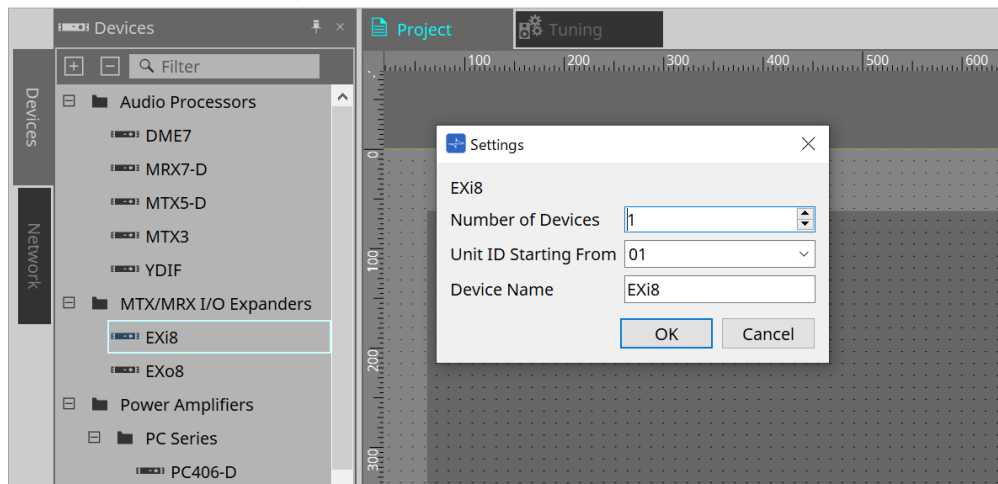 Devices
Filter
Devices
Network
Audio Processors
DME7
MRX7-D
MTX5-D
MTX3
YDIF
MTX/MRX I/O Expanders
EXi8
EXo8
Power Amplifiers
PC Series
PC406-D
Project
Tuning
100 200 300 400 500 600
0
100
200
300
Settings
EXi8
Number of Devices 1
Unit ID Starting From 01
Device Name EXi8
OK Cancel